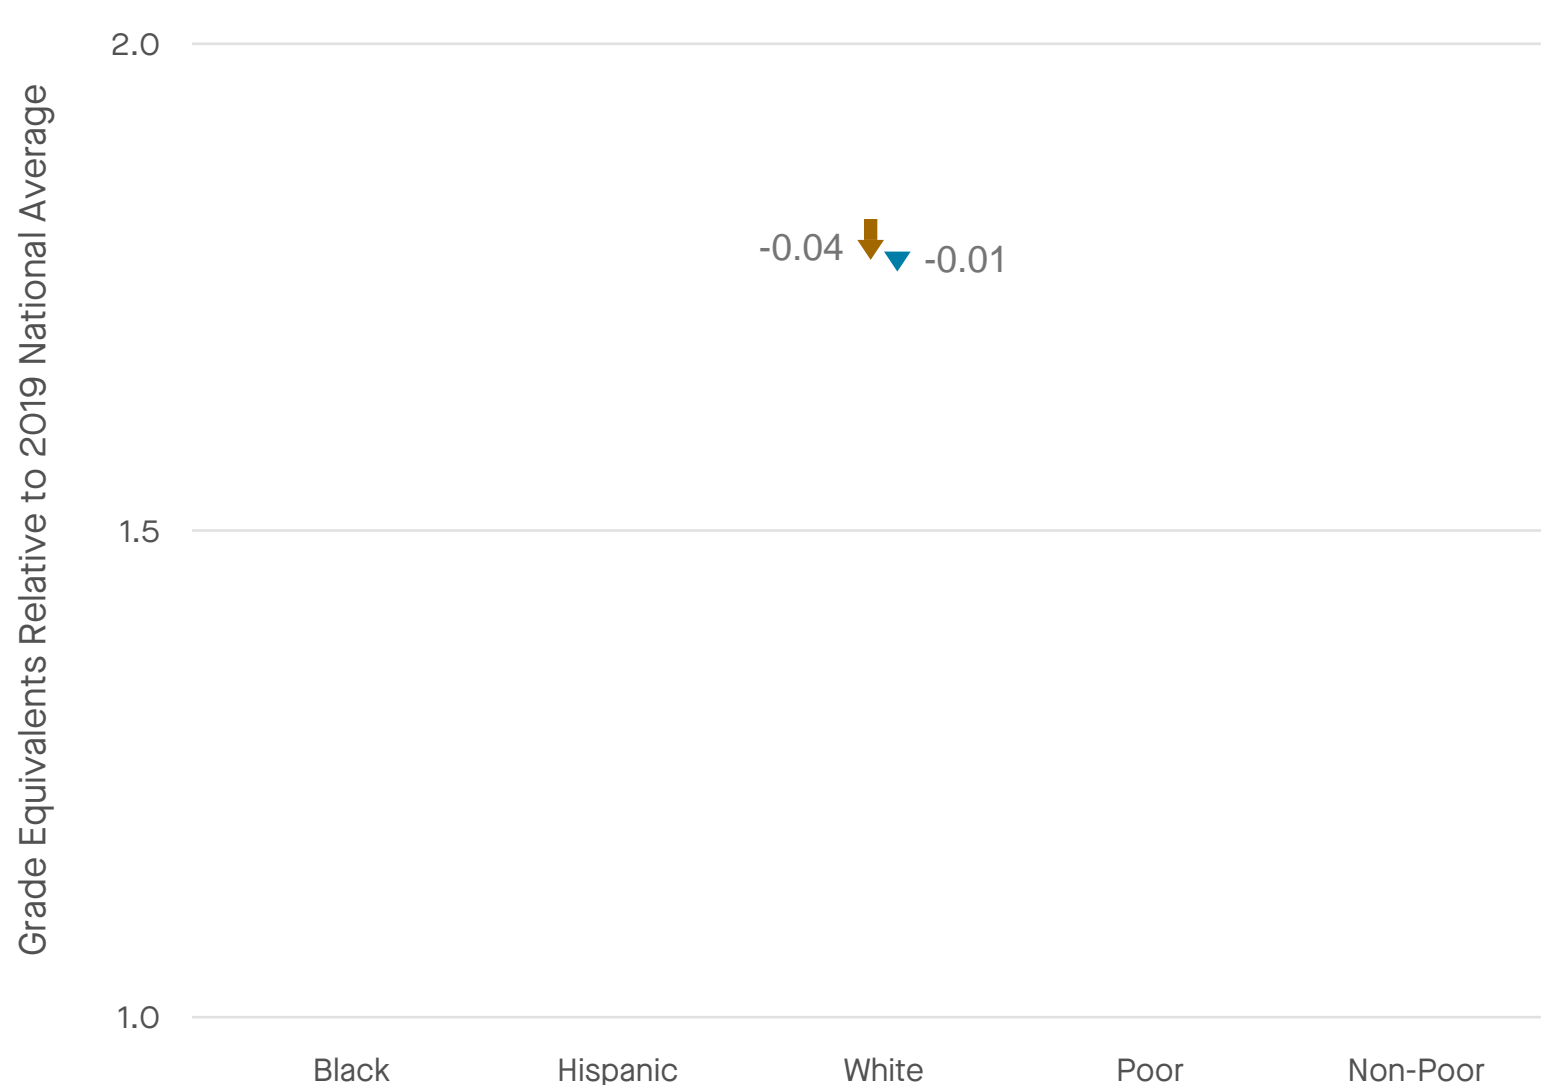 Grade Equivalents Relative to 2019 National Average
2.0
-0.04
-0.01
1.5
1.0
Black Hispanic White Poor Non-Poor